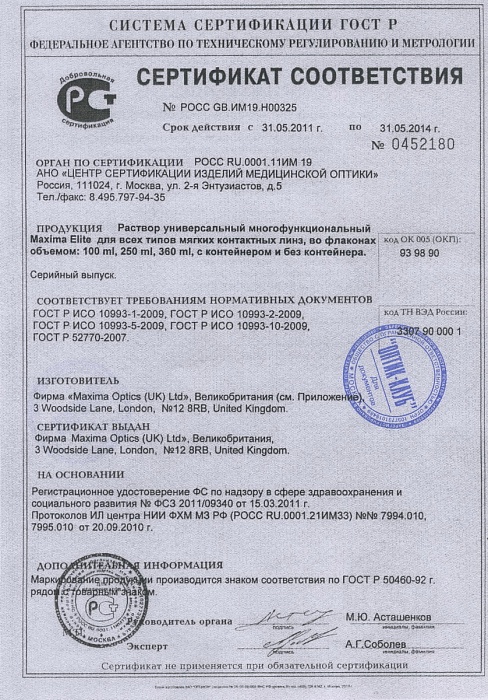 СИСТЕМА СЕРТИФИКАЦИИ ГОСТ Р
ФЕДЕРАЛЬНОЕ АГЕНТСТВО ПО ТЕХНИЧЕСКОМУ РЕГУЛИРОВАНИЮ И МЕТРОЛОГИИ
Добровольная
сертификация
СЕРТИФИКАТ СООТВЕТСТВИЯ
№ РОСС GB.ИМ19.Н00325
Срок действия с 31.05.2011 г. по 31.05.2014 г.
№ 0452180
ОРГАН ПО СЕРТИФИКАЦИИ РОСС RU.0001.11ИМ 19
АНО «ЦЕНТР СЕРТИФИКАЦИИ ИЗДЕЛИЙ МЕДИЦИНСКОЙ ОПТИКИ»
Россия, 111024, г. Москва, ул. 2-я Энтузиастов, д.5
Тел./факс: 8.495.797-94-35
ПРОДУКЦИЯ Раствор универсальный многофункциональный
Maxima Elite для всех типов мягких контактных линз, во флаконах
объемом: 100 ml, 250 ml, 360 ml, с контейнером и без контейнера.
код ОК 005 (ОКП):
93 98 90
Серийный выпуск.
СООТВЕТСТВУЕТ ТРЕБОВАНИЯМ НОРМАТИВНЫХ ДОКУМЕНТОВ
ГОСТ Р ИСО 10993-1-2009, ГОСТ Р ИСО 10993-2-2009,
ГОСТ Р ИСО 10993-5-2009, ГОСТ Р ИСО 10993-10-2009,
ГОСТ Р 52770-2007.
код ТН ВЭД России:
3307 90 000 1
"ОПТИК-КЛУБ"
Для документов
ИЗГОТОВИТЕЛЬ
Фирма «Maxima Optics (UK) Ltd», Великобритания (см. Приложение),
3 Woodside Lane, London, №12 8RB, United Kingdom.
СЕРТИФИКАТ ВЫДАН
Фирма Maxima Optics (UK) Ltd», Великобритания,
3 Woodside Lane, London, №12 8RB, United Kingdom.
НА ОСНОВАНИИ
Регистрационное удостоверение ФС по надзору в сфере здравоохранения и
социального развития № ФСЗ 2011/09340 от 15.03.2011 г.
Протоколов ИЛ центра НИИ ФХМ МЗ РФ (РОСС RU.0001.21ИМ33) №№ 7994.010,
7995.010 от 20.09.2010 г.
ДОПОЛНИТЕЛЬНАЯ ИНФОРМАЦИЯ
Маркирование продукции производится знаком соответствия по ГОСТ Р 50460-92 г.
рядом с товарным знаком.
Руководитель органа
подпись
М.Ю. Асташенков
инициалы, фамилия
М.П.
МОСКВА
Эксперт
подпись
А.Г.Соболев
инициалы, фамилия
Сертификат не применяется при обязательной сертификации